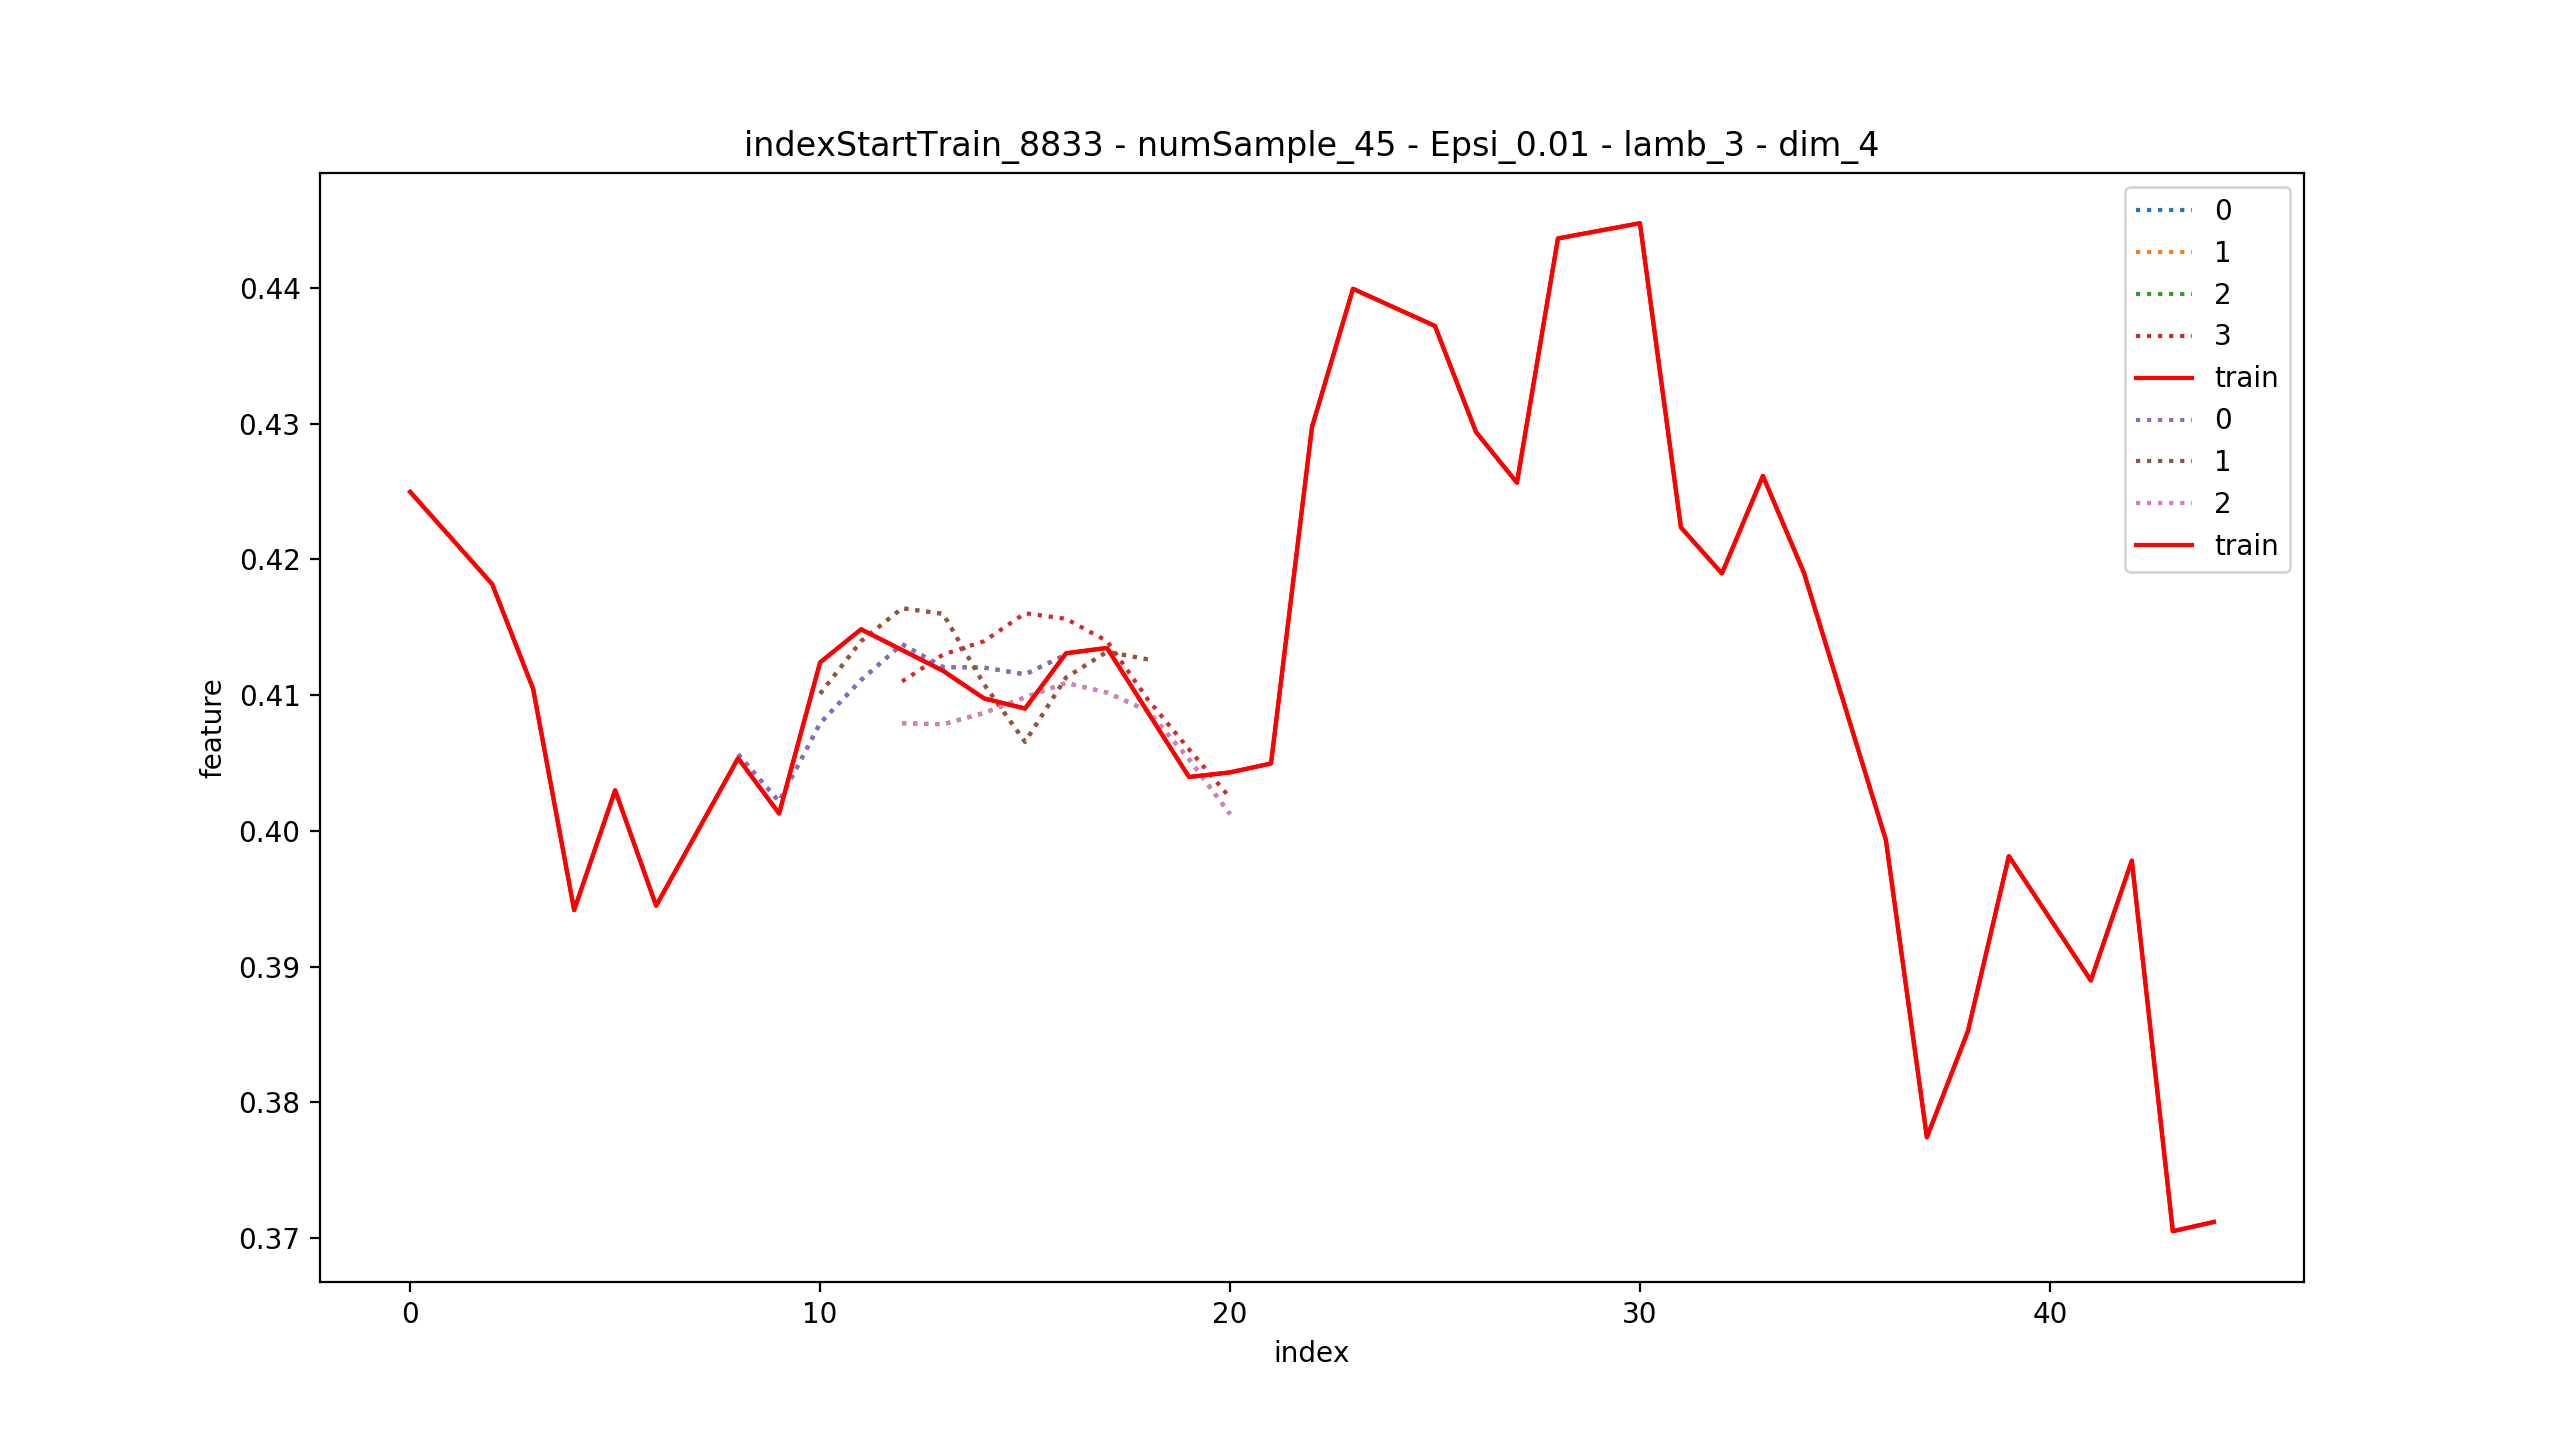 indexStartTrain_8833 - numSample_45 - Epsi_0.01 - lamb_3 - dim_4
0
1
2
3
train
0
1
2
train
feature
0.44
0.43
0.42
0.41
0.40
0.39
0.38
0.37
0 10 20 30 40
index